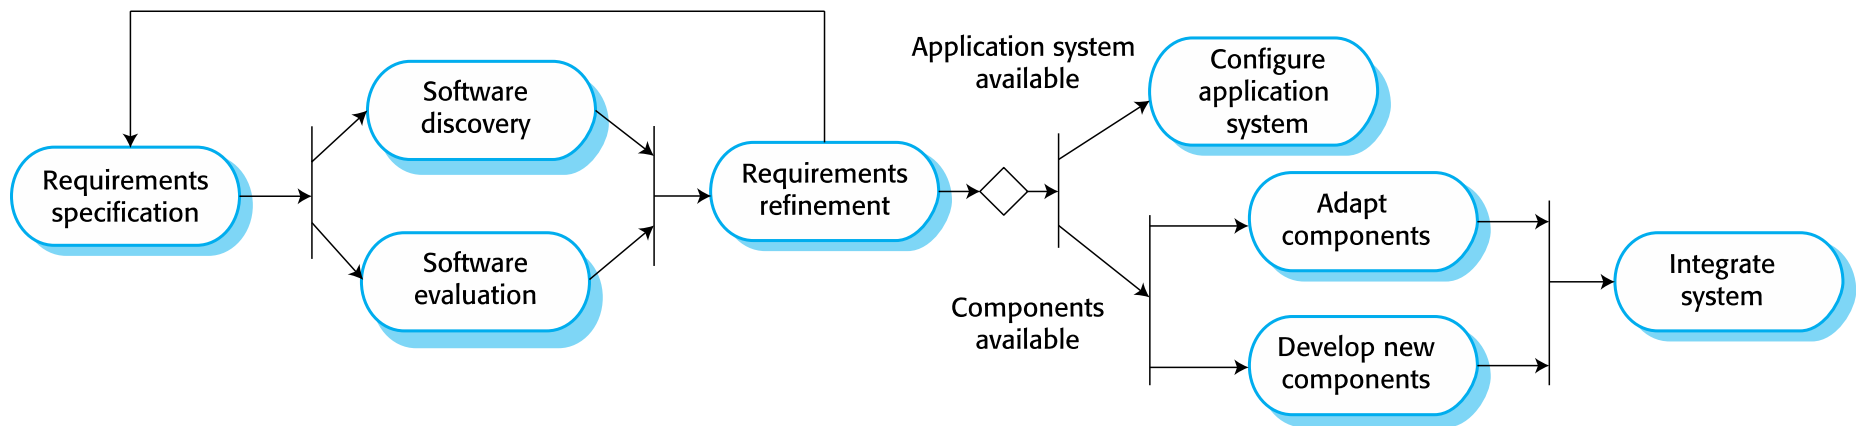 Requirements
specification
Software
discovery
Software
evaluation
Requirements
refinement
Application system
available
Configure
application
system
Components
available
Adapt
components
Develop new
components
Integrate
system